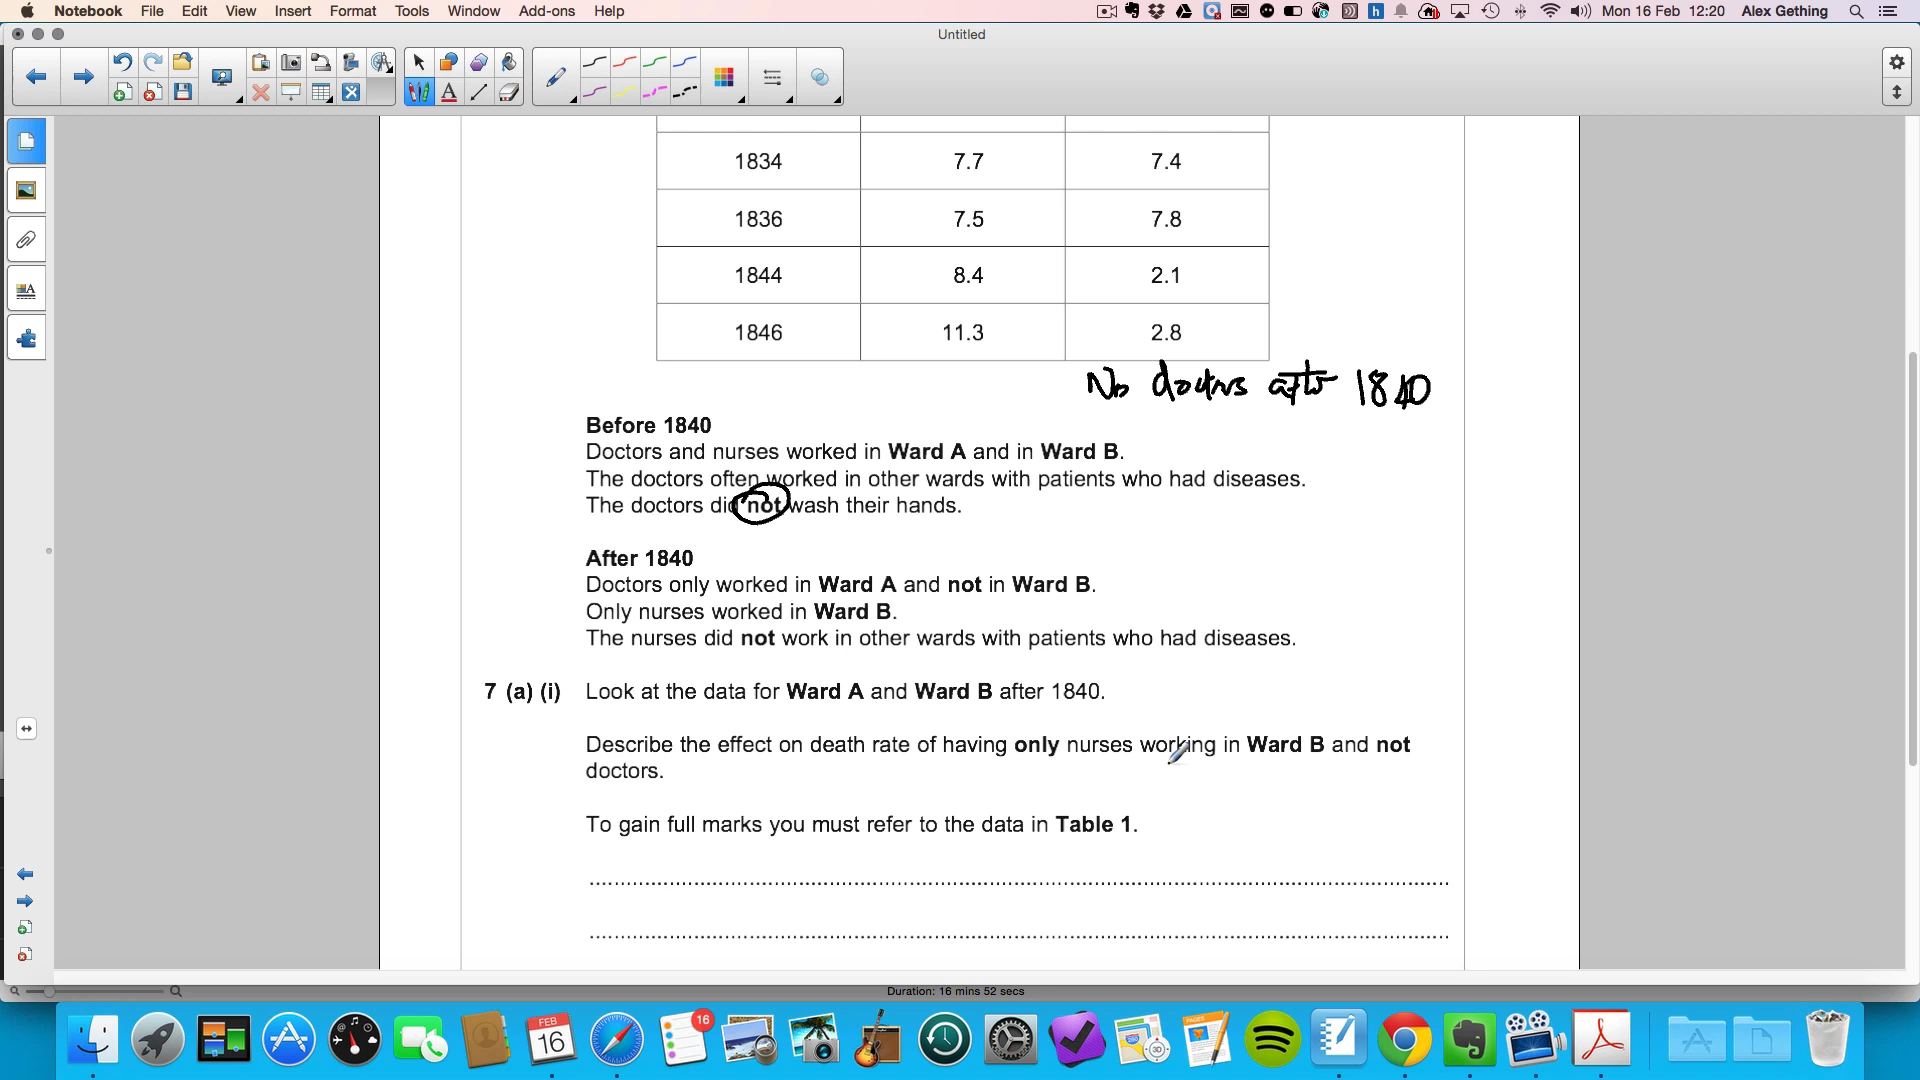 Notebook File Edit View Insert Format Tools Window Add-ons Help Mon 16 Feb 12:20 Alex Gething
Untitled
1834 7.7 7.4
1836 7.5 7.8
1844 8.4 2.1
1846 11.3 2.8
No doctors after 1840
Before 1840
Doctors and nurses worked in Ward A and in Ward B.
The doctors often worked in other wards with patients who had diseases.
The doctors did not wash their hands.
After 1840
Doctors only worked in Ward A and not in Ward B.
Only nurses worked in Ward B.
The nurses did not work in other wards with patients who had diseases.
7 (a) (i) Look at the data for Ward A and Ward B after 1840.
Describe the effect on death rate of having only nurses working in Ward B and not
doctors.
To gain full marks you must refer to the data in Table 1.
Duration: 16 mins 52 secs
FEB
16
16